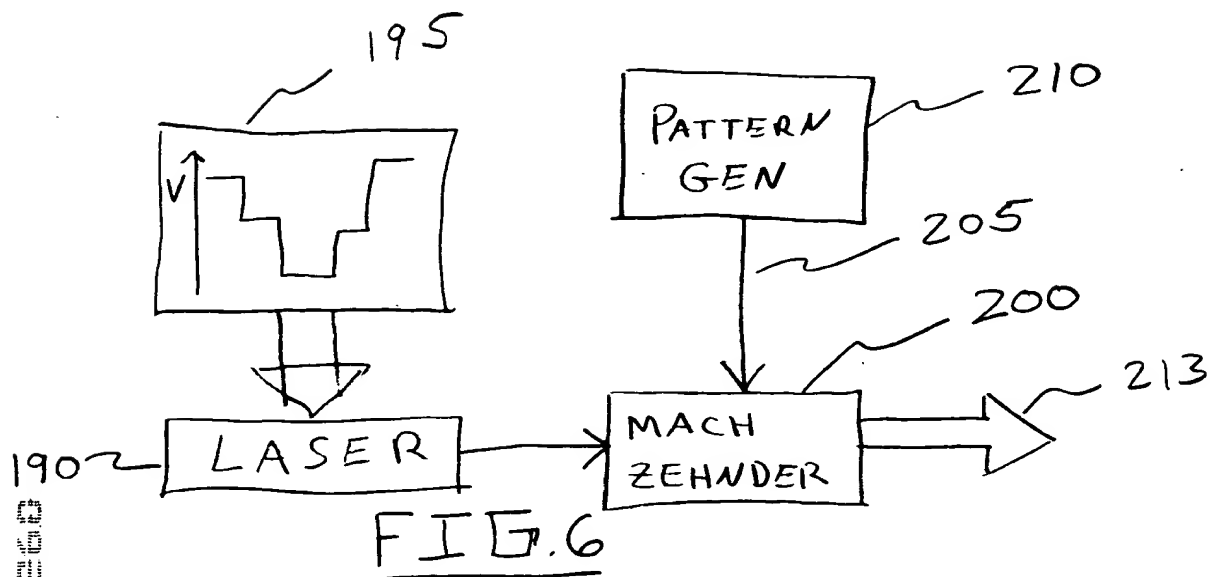 195
PATTERN
GEN
210
V
205
200
213
LASER
MACH
ZEHNDER
190
FIG.6